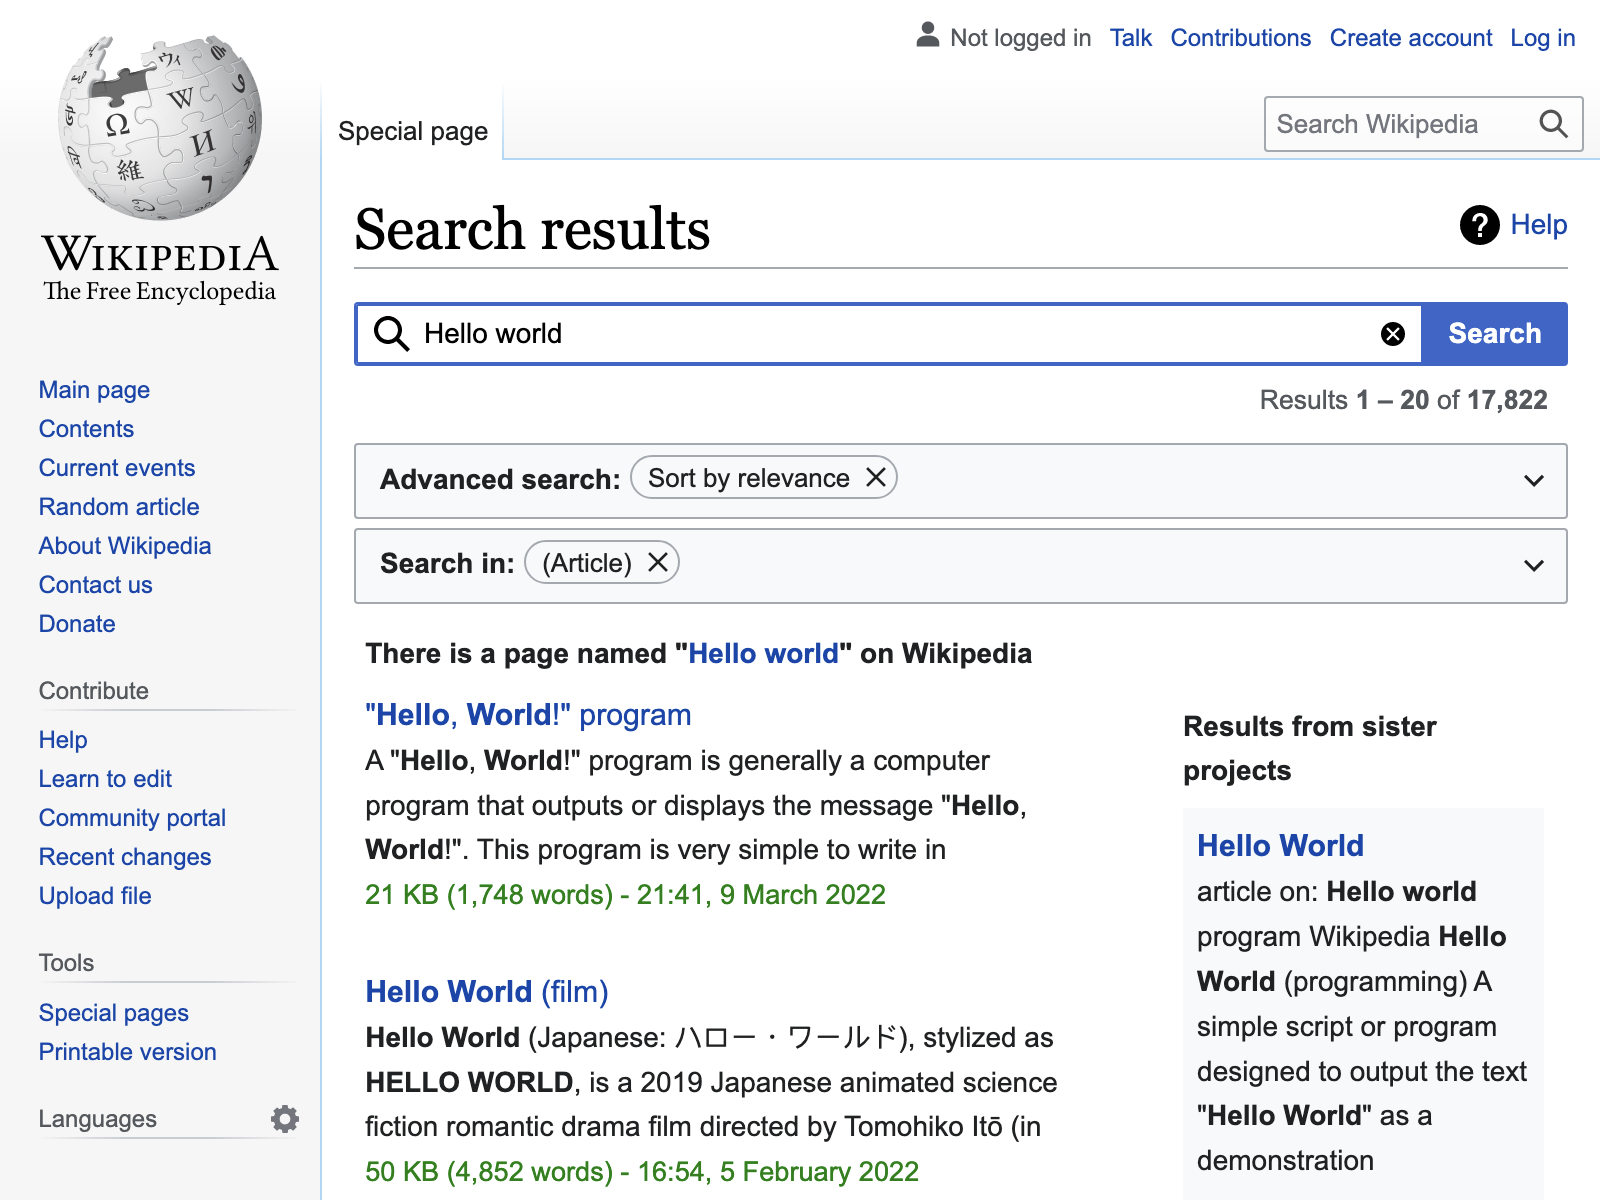 Not logged in Talk Contributions Create account Log in
Special page
Search Wikipedia
Ω W И 維 ウィ
WIKIPEDIA
The Free Encyclopedia
Main page
Contents
Current events
Random article
About Wikipedia
Contact us
Donate
Contribute
Help
Learn to edit
Community portal
Recent changes
Upload file
Tools
Special pages
Printable version
Languages
Search results
? Help
Hello world
Search
Results 1 – 20 of 17,822
Advanced search: Sort by relevance
Search in: (Article)
There is a page named "Hello world" on Wikipedia
"Hello, World!" program
A "Hello, World!" program is generally a computer
program that outputs or displays the message "Hello,
World!". This program is very simple to write in
21 KB (1,748 words) - 21:41, 9 March 2022
Hello World (film)
Hello World (Japanese: ハロー・ワールド), stylized as
HELLO WORLD, is a 2019 Japanese animated science
fiction romantic drama film directed by Tomohiko Itō (in
50 KB (4,852 words) - 16:54, 5 February 2022
Results from sister
projects
Hello World
article on: Hello world
program Wikipedia Hello
World (programming) A
simple script or program
designed to output the text
"Hello World" as a
demonstration